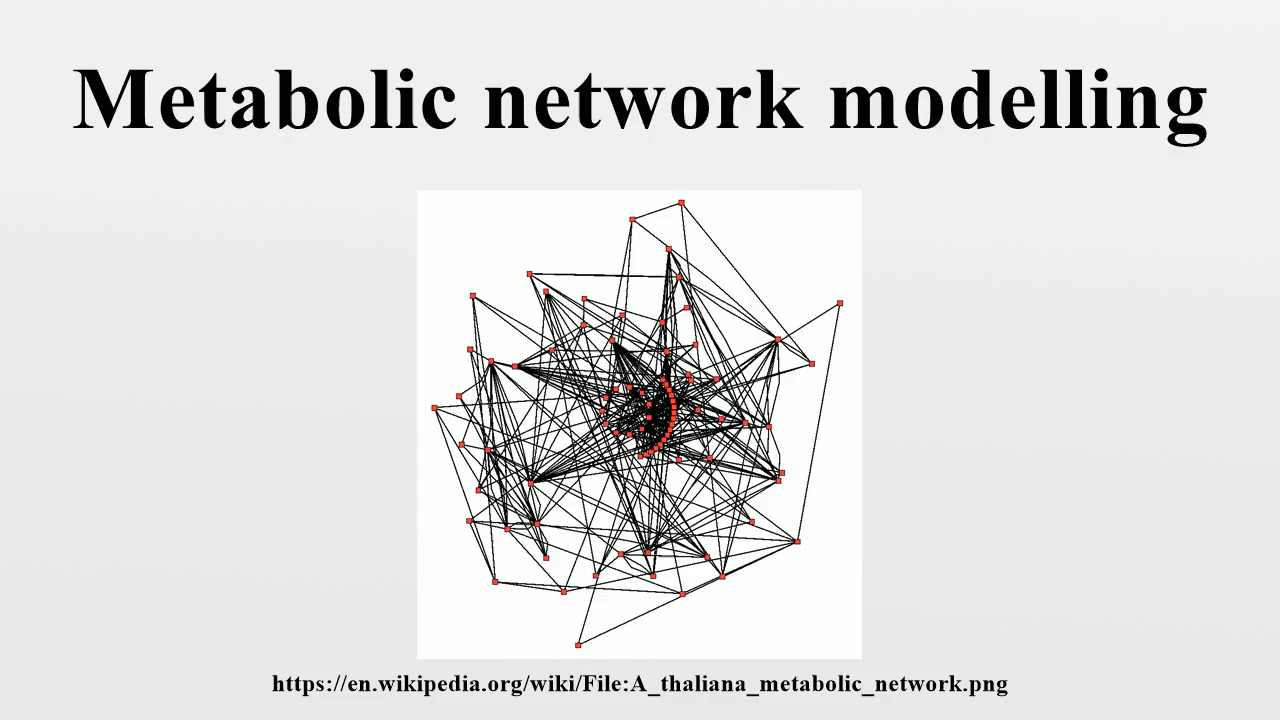 Metabolic network modelling
https://en.wikipedia.org/wiki/File:A_thaliana_metabolic_network.png